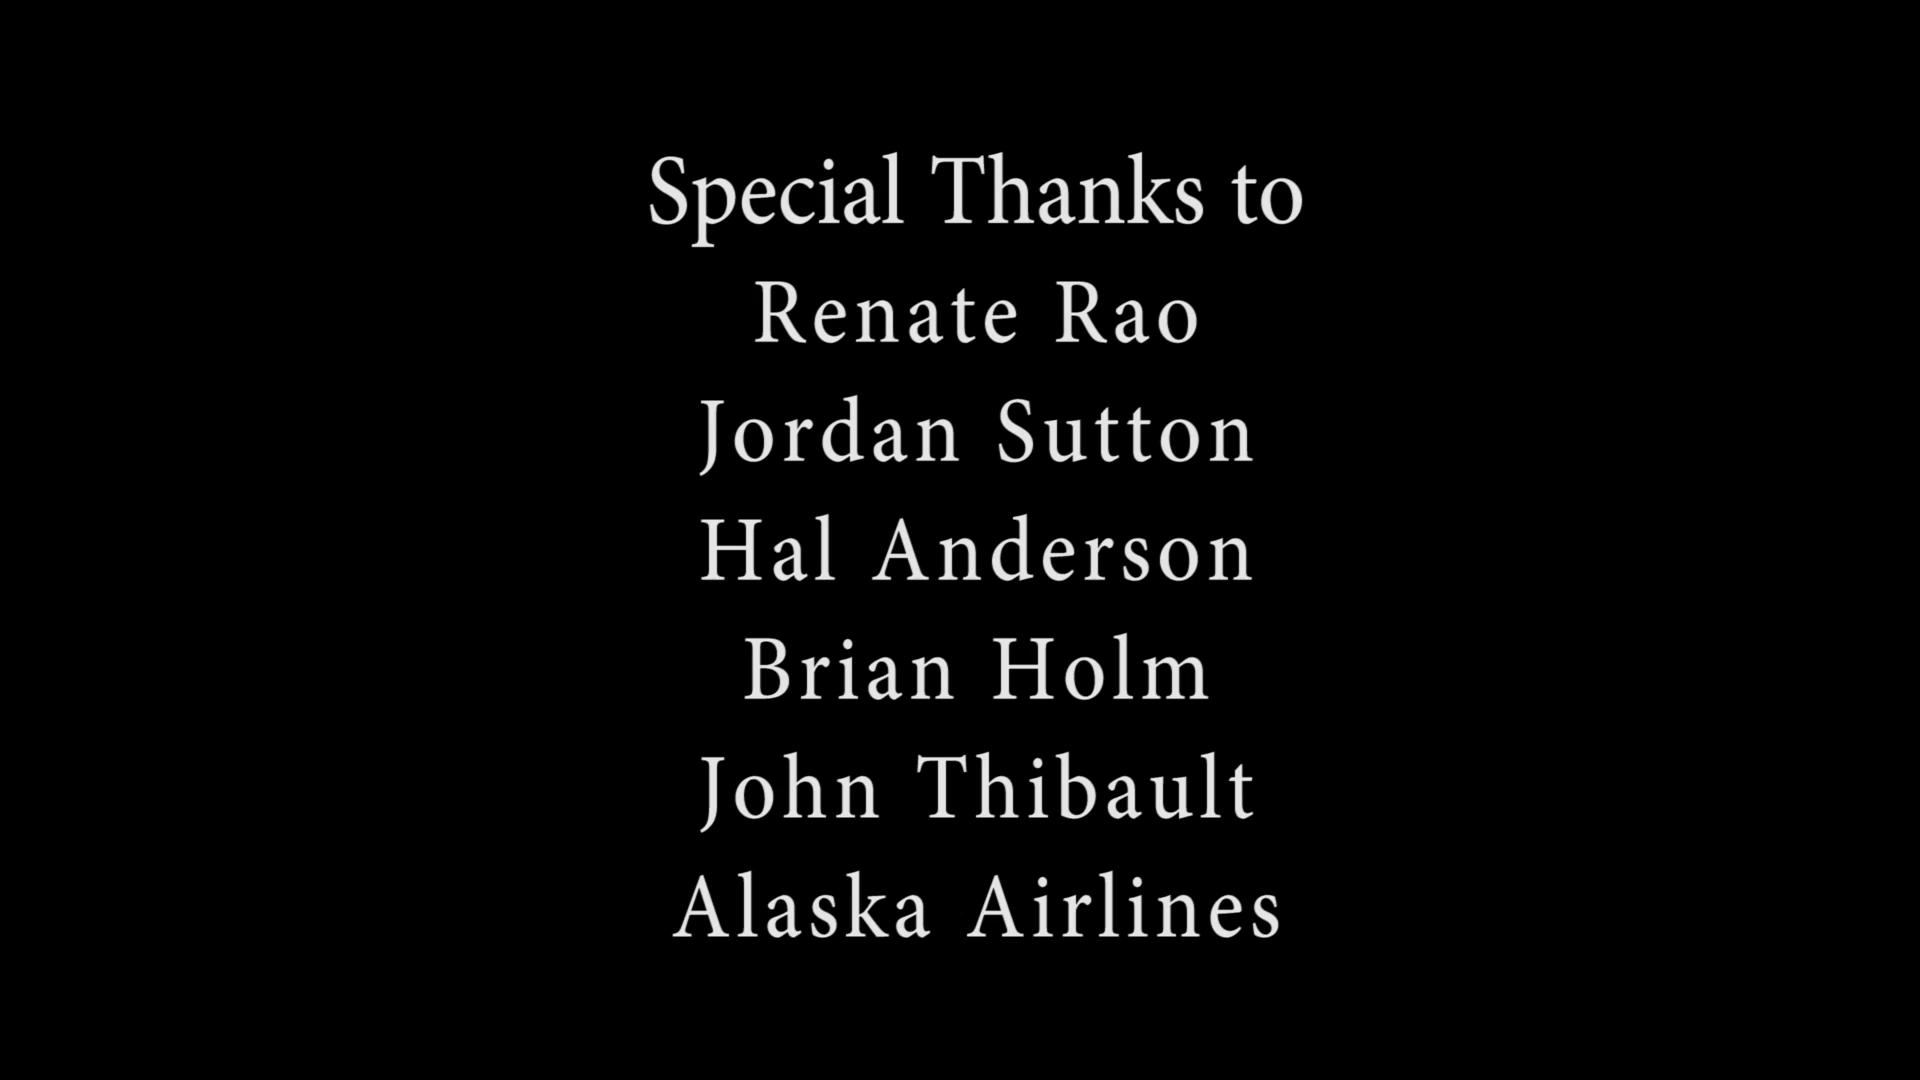 Special Thanks to
Renate Rao
Jordan Sutton
Hal Anderson
Brian Holm
John Thibault
Alaska Airlines